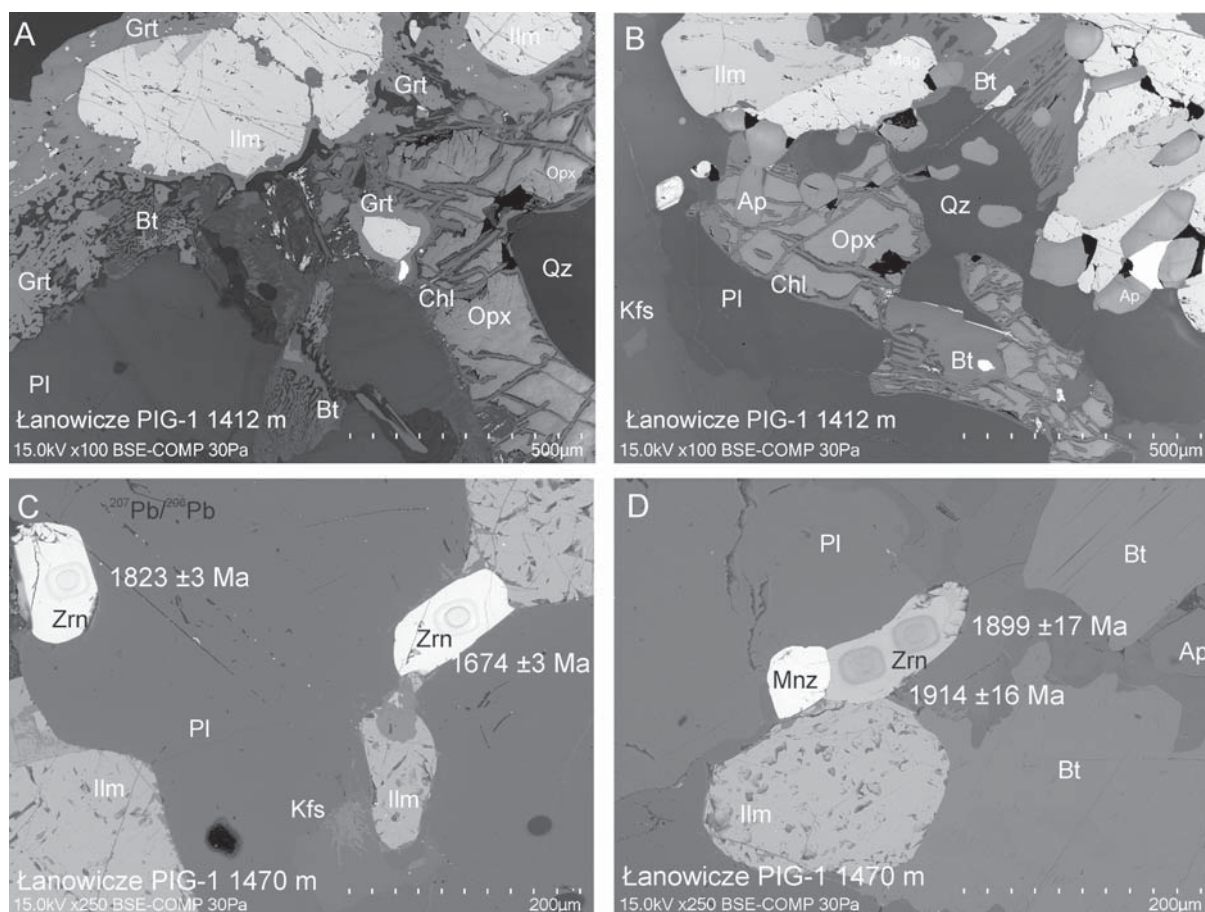 A
Grt
Ilm
Grt
Ilm
Opx
Bt
Grt
Grt
Qz
Chl
Opx
Pl
Bt
Łanowicze PIG-1 1412 m
15.0kV x100 BSE-COMP 30Pa
500µm
B
Ilm
Mag
Bt
Ap
Qz
Opx
Chl
Ap
Kfs
Pl
Bt
Łanowicze PIG-1 1412 m
15.0kV x100 BSE-COMP 30Pa
500µm
C
207Pb/206Pb
1823 ±3 Ma
Zrn
Zrn
1674 ±3 Ma
Pl
Ilm
Kfs
Ilm
Łanowicze PIG-1 1470 m
15.0kV x250 BSE-COMP 30Pa
200µm
D
Pl
Bt
1899 ±17 Ma
Zrn
Ap
Mnz
1914 ±16 Ma
Bt
Ilm
Łanowicze PIG-1 1470 m
15.0kV x250 BSE-COMP 30Pa
200µm